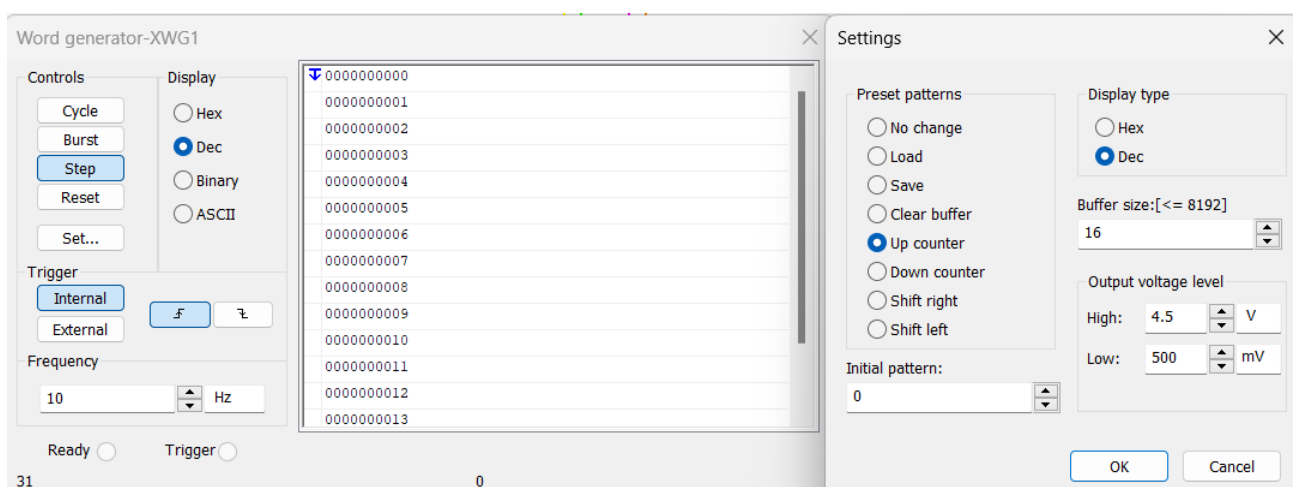 Word generator-XWG1
Controls
Cycle
Burst
Step
Reset
Set...
Display
Hex
Dec
Binary
ASCII
Trigger
Internal
External
Frequency
10
Hz
Ready
Trigger
31
0
0000000000
0000000001
0000000002
0000000003
0000000004
0000000005
0000000006
0000000007
0000000008
0000000009
0000000010
0000000011
0000000012
0000000013
Settings
Preset patterns
No change
Load
Save
Clear buffer
Up counter
Down counter
Shift right
Shift left
Initial pattern:
0
Display type
Hex
Dec
Buffer size:[<= 8192]
16
Output voltage level
High: 4.5 V
Low: 500 mV
OK
Cancel